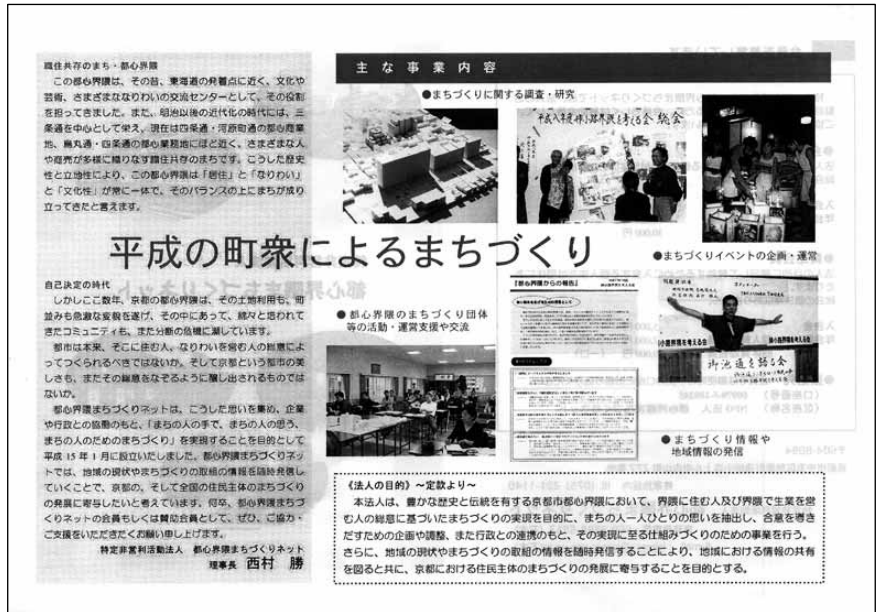 職住共存のまち・都心界隈
この都心界隈は、その昔、東海道の発着点に近く、文化や
芸術、さまざまななりわいの交流センターとして、その役割
を担ってきました。また、明治以後の近代化の時代には、三
条通を中心として栄え、現在は四条通・河原町通の都心商業
地、烏丸通・四条通の都心業務地にほど近く、さまざまな人
や商売が多様に織りなす職住共存のまちです。こうした歴史
性と立地性により、この都心界隈は「居住」と「なりわい」
と「文化性」が常に一体で、そのバランスの上にまちが成り
立ってきたと言えます。
平成の町衆によるまちづくり
自己決定の時代
しかしここ数年、京都の都心界隈は、その土地利用も、町
並みも急激な変貌を遂げ、その中にあって、綿々と培われて
きたコミュニティも、また分断の危機に瀕しています。
都市は本来、そこに住む人、なりわいを営む人の総意によ
ってつくられるべきではないか。そして京都という都市の美
しさも、またその総意をなぞるように醸し出されるものでは
ないか。
都心界隈まちづくりネットは、こうした思いを集め、企業
や行政との協働のもと、「まちの人の手で、まちの人の思う、
まちの人のためのまちづくり」を実現することを目的として
平成 15 年 1 月に設立いたしました。都心界隈まちづくりネッ
トでは、地域の現状やまちづくりの取組の情報を随時発信し
ていくことで、京都の、そして全国の住民主体のまちづくり
の発展に寄与したいと考えています。何卒、都心界隈まちづ
くりネットの会員もしくは賛助会員として、ぜひ、ご協力・
ご支援をいただきたくお願い申し上げます。
特定非営利活動法人 都心界隈まちづくりネット
理事長 西村 勝
主な事業内容
●まちづくりに関する調査・研究
平成八年度姉小路界隈を考える会 総会
●まちづくりイベントの企画・運営
●都心界隈のまちづくり団体
等の活動・運営支援や交流
『都心界隈からの報告』
小路界隈を考える会
御池通を語る会
●まちづくり情報や
地域情報の発信
《法人の目的》～定款より～
本法人は、豊かな歴史と伝統を有する京都市都心界隈において、界隈に住む人及び界隈で生業を営
む人の総意に基づいたまちづくりの実現を目的に、まちの一人ひとりの思いを抽出し、合意を導き
だすための企画や調整、また行政との連携のもと、その実現に至る仕組みづくりのための事業を行う。
さらに、地域の現状やまちづくりの取組の情報を随時発信することにより、地域における情報の共有
を図ると共に、京都における住民主体のまちづくりの発展に寄与することを目的とする。